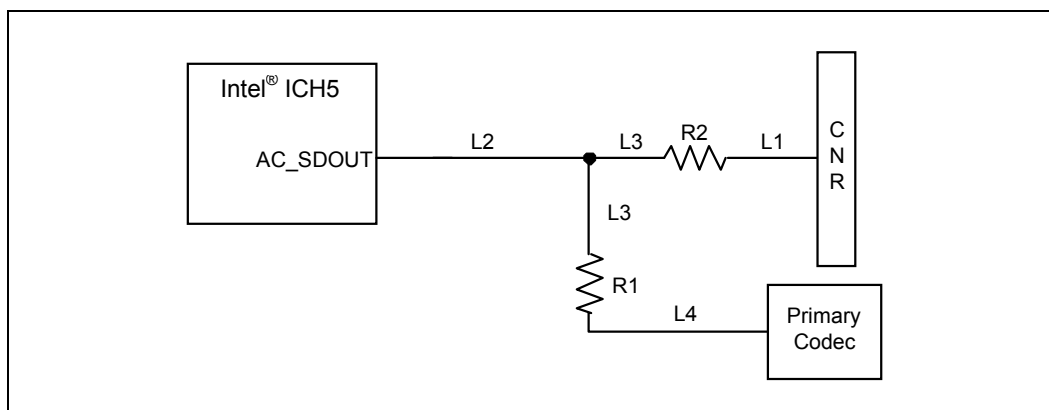 Intel® ICH5
AC_SDOUT
L2
L3
R2
L1
C
N
R
L3
R1
L4
Primary
Codec